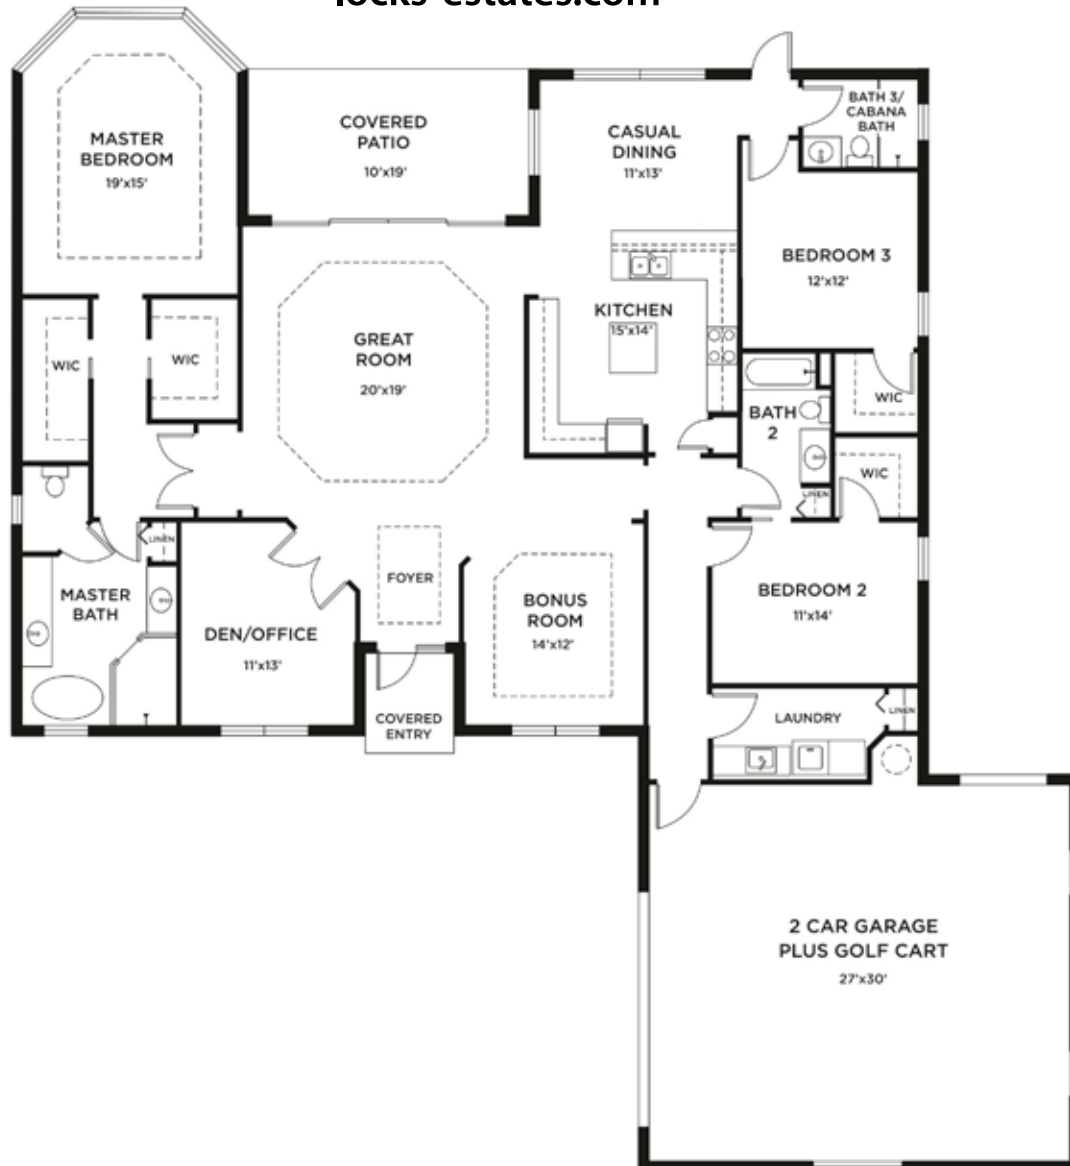 locks-estates.com
MASTER
BEDROOM
19'x15'
COVERED
PATIO
10'x19'
CASUAL
DINING
11'x13'
BATH 3/
CABANA
BATH
BEDROOM 3
12'x12'
KITCHEN
15'x14'
GREAT
ROOM
20'x19'
WIC
WIC
WIC
BATH
2
WIC
LINEN
LINEN
FOYER
MASTER
BATH
DEN/OFFICE
11'x13'
BONUS
ROOM
14'x12'
BEDROOM 2
11'x14'
COVERED
ENTRY
LAUNDRY
LINEN
2 CAR GARAGE
PLUS GOLF CART
27'x30'